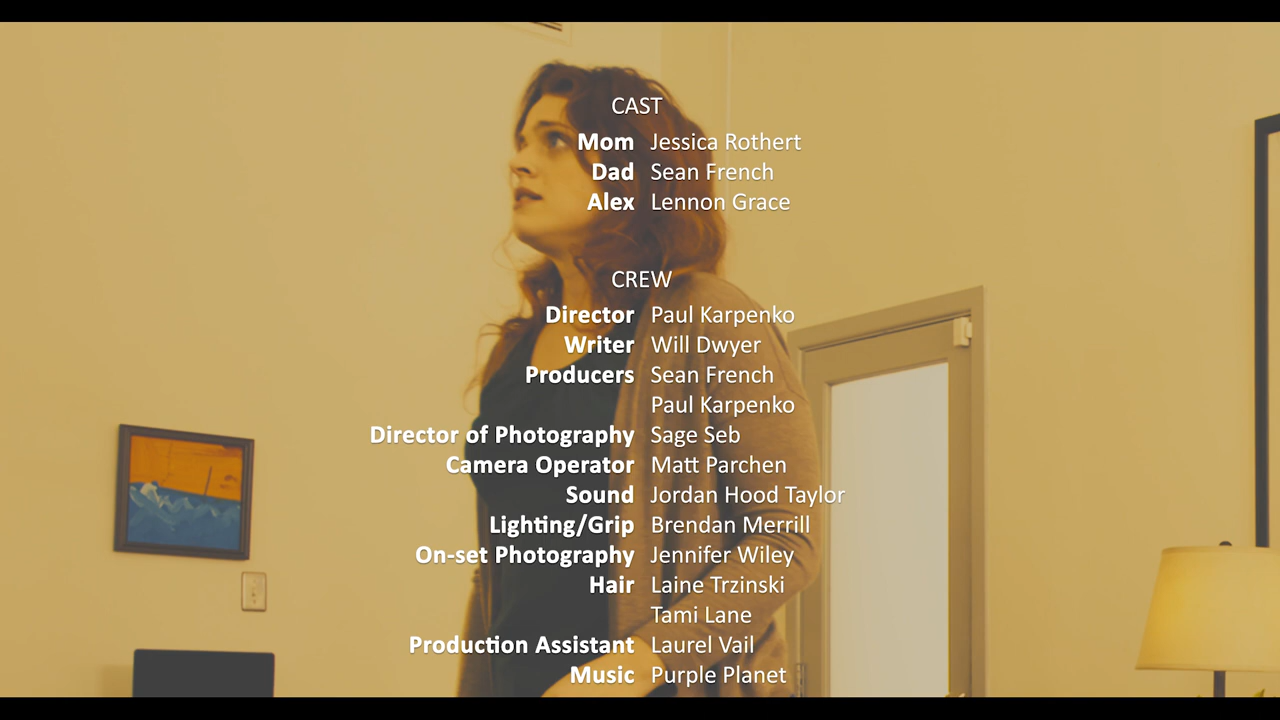 CAST
Mom Jessica Rothert
Dad Sean French
Alex Lennon Grace
CREW
Director Paul Karpenko
Writer Will Dwyer
Producers Sean French
Paul Karpenko
Director of Photography Sage Seb
Camera Operator Matt Parchen
Sound Jordan Hood Taylor
Lighting/Grip Brendan Merrill
On-set Photography Jennifer Wiley
Hair Laine Trzinski
Tami Lane
Production Assistant Laurel Vail
Music Purple Planet